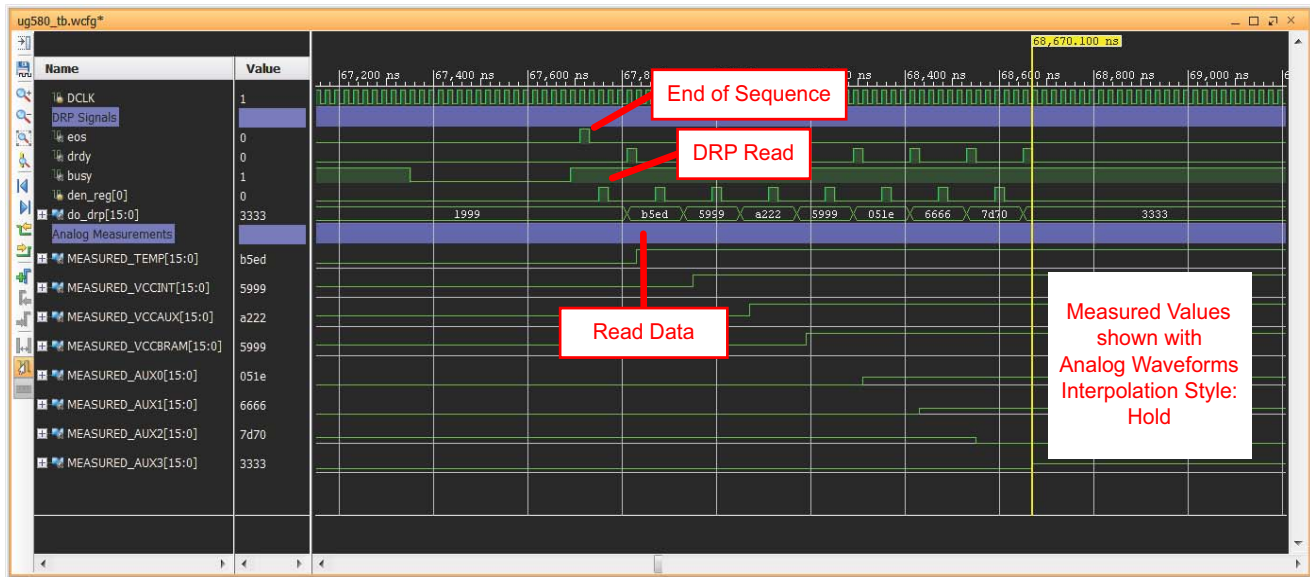 ug580_tb.wcfg*
68,670.100 ns
Name Value
67,200 ns 67,400 ns 67,600 ns 67,8 0 ns 68,400 ns 68,600 ns 68,800 ns 69,000 ns
DCLK 1
End of Sequence
DRP Signals
eos 0
drdy 0
DRP Read
busy 1
den_reg[0] 0
do_drp[15:0] 3333 1999 b5ed 5999 a222 5999 051e 6666 7d70 3333
Analog Measurements
MEASURED_TEMP[15:0] b5ed
MEASURED_VCCINT[15:0] 5999
MEASURED_VCCAUX[15:0] a222
Read Data
MEASURED_VCCBRAM[15:0] 5999
MEASURED_AUX0[15:0] 051e
MEASURED_AUX1[15:0] 6666
MEASURED_AUX2[15:0] 7d70
MEASURED_AUX3[15:0] 3333
Measured Values
shown with
Analog Waveforms
Interpolation Style:
Hold